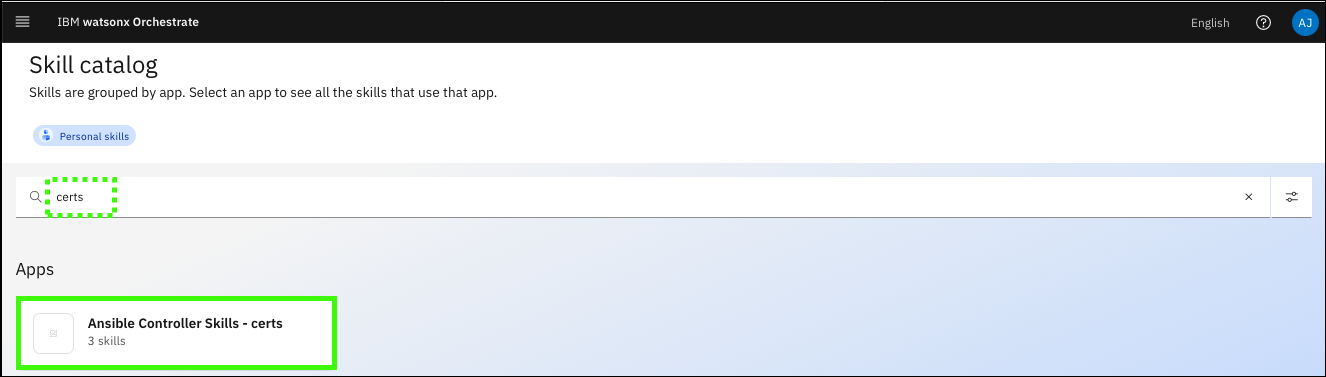 IBM watsonx Orchestrate
English
AJ
Skill catalog
Skills are grouped by app. Select an app to see all the skills that use that app.
Personal skills
certs
Apps
Ansible Controller Skills - certs
3 skills